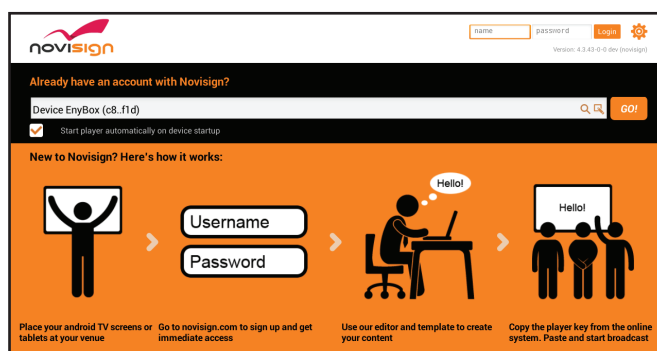 novisign
name password Login
Version: 4.3.43-0-0 dev (novisign)
Already have an account with Novisign?
Device EnyBox (c8..f1d)
GO!
Start player automatically on device startup
New to Novisign? Here's how it works:
Username
Password
Hello!
Hello!
Place your android TV screens or
tablets at your venue
Go to novisign.com to sign up and get
immediate access
Use our editor and template to create
your content
Copy the player key from the online
system. Paste and start broadcast